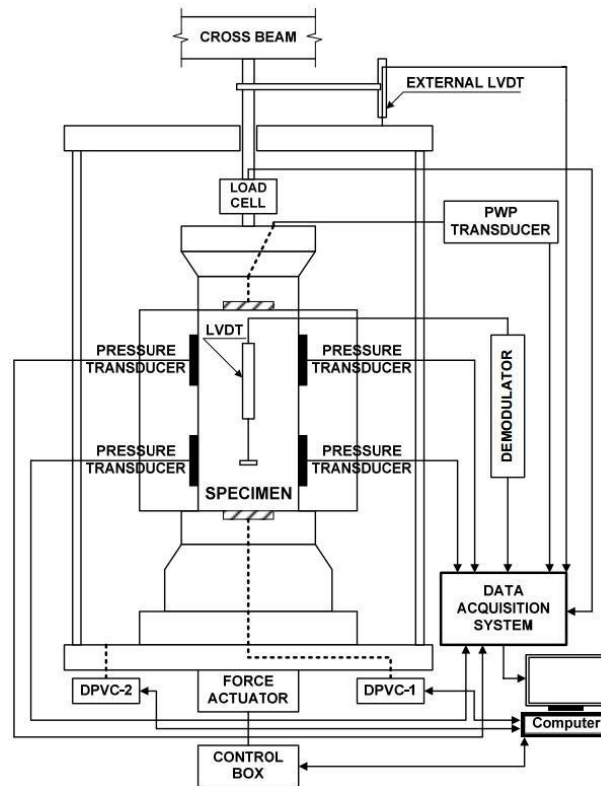 CROSS BEAM
EXTERNAL LVDT
LOAD
CELL
PWP
TRANSDUCER
LVDT
PRESSURE
TRANSDUCER
PRESSURE
TRANSDUCER
DEMODULATOR
PRESSURE
TRANSDUCER
PRESSURE
TRANSDUCER
SPECIMEN
DATA
ACQUISITION
SYSTEM
DPVC-2
FORCE
ACTUATOR
DPVC-1
Computer
CONTROL
BOX